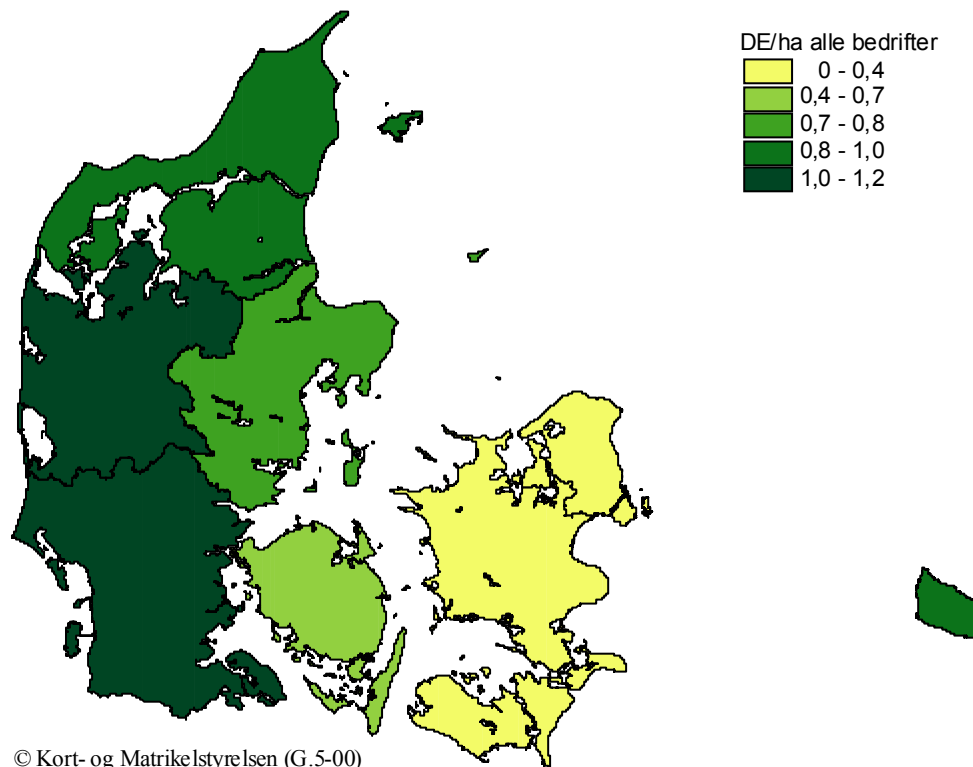 DE/ha alle bedrifter
0 - 0,4
0,4 - 0,7
0,7 - 0,8
0,8 - 1,0
1,0 - 1,2
© Kort- og Matrikelstyrelsen (G.5-00)